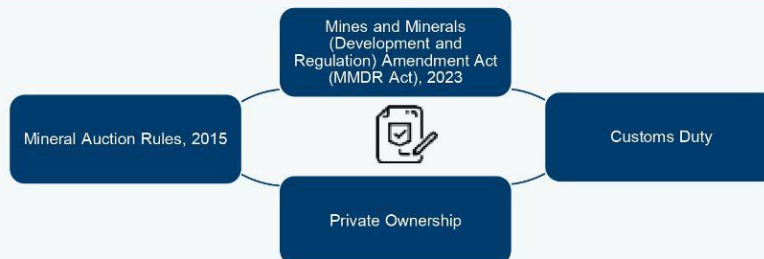 Mines and Minerals
(Development and
Regulation) Amendment Act
(MMDR Act), 2023
Mineral Auction Rules, 2015
Customs Duty
Private Ownership